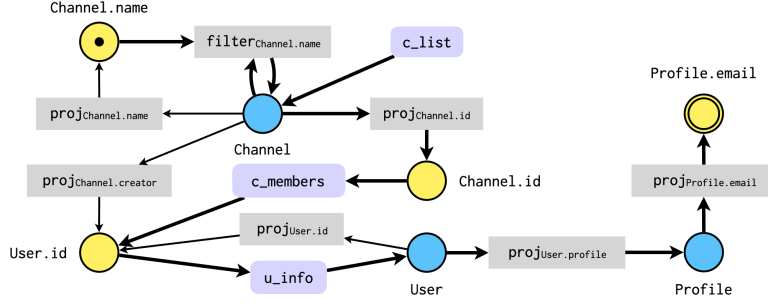 Channel.name
filterChannel.name
c_list
Profile.email
projChannel.name
projChannel.id
Channel
projChannel.creator
c_members
Channel.id
projProfile.email
projUser.id
User.id
projUser.profile
u_info
User
Profile